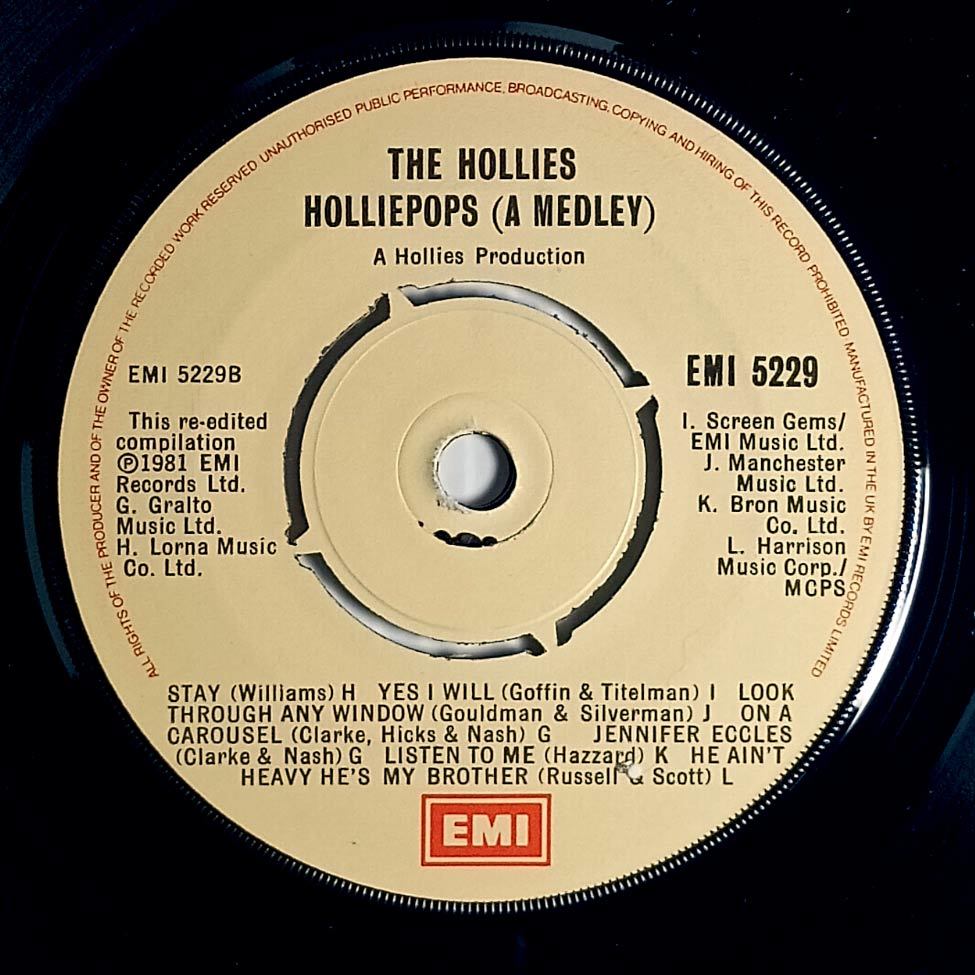 ALL RIGHTS OF THE PRODUCER AND OF THE OWNER OF THE RECORDED WORK RESERVED UNAUTHORISED PUBLIC PERFORMANCE, BROADCASTING, COPYING AND HIRING OF THIS RECORD PROHIBITED MANUFACTURED IN THE UK BY EMI RECORDS LIMITED
THE HOLLIES
HOLLIEPOPS (A MEDLEY)
A Hollies Production
EMI 5229B
This re-edited
compilation
℗1981 EMI
Records Ltd.
G. Gralto
Music Ltd.
H. Lorna Music
Co. Ltd.
EMI 5229
I. Screen Gems/
EMI Music Ltd.
J. Manchester
Music Ltd.
K. Bron Music
Co. Ltd.
L. Harrison
Music Corp./
MCPS
STAY (Williams) H YES I WILL (Goffin & Titelman) I LOOK
THROUGH ANY WINDOW (Gouldman & Silverman) J ON A
CAROUSEL (Clarke, Hicks & Nash) G JENNIFER ECCLES
(Clarke & Nash) G LISTEN TO ME (Hazzard) K HE AIN'T
HEAVY HE'S MY BROTHER (Russell & Scott) L
EMI